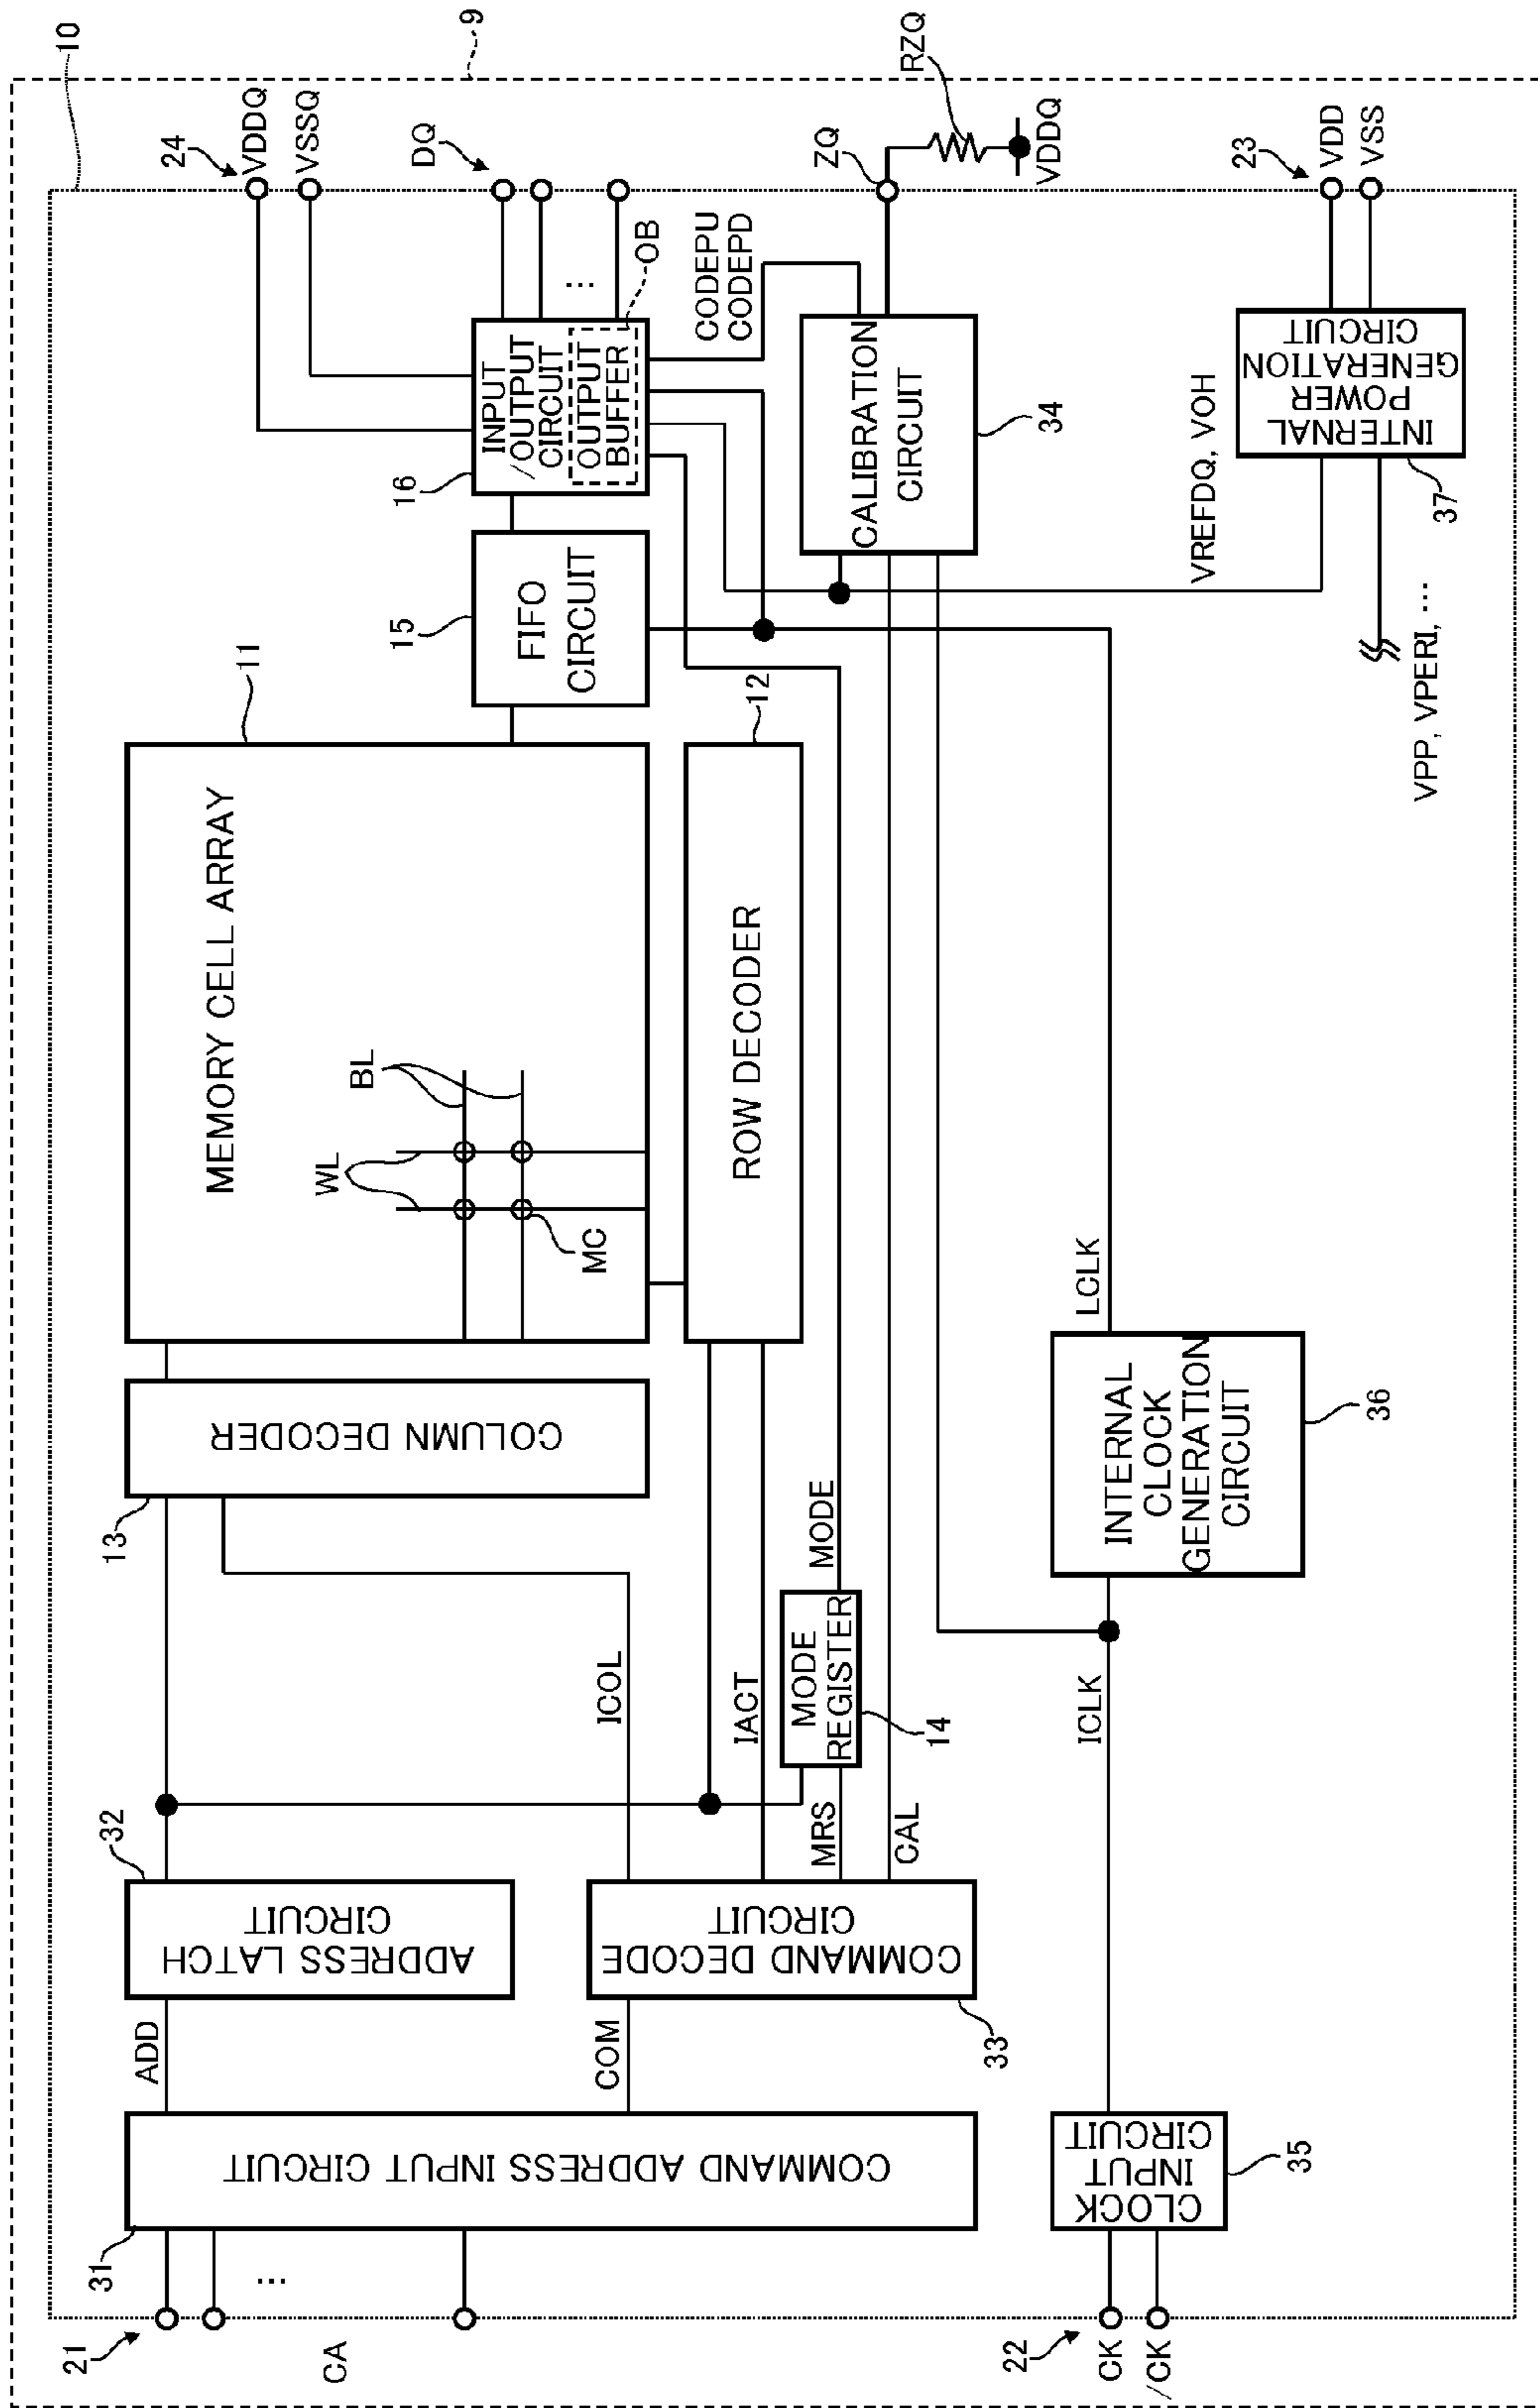 10
9
24
VDDQ
VSSQ
DQ
ZQ
RZQ
VDDQ
23
VDD
VSS
11
MEMORY CELL ARRAY
WL
BL
MC
15
FIFO
CIRCUIT
16
INPUT
/OUTPUT
CIRCUIT
OUTPUT
BUFFER
OB
...
CODEPU
CODEPD
12
ROW DECODER
13
COLUMN DECODER
CALIBRATION
CIRCUIT
34
INTERNAL
POWER
GENERATION
CIRCUIT
37
VREFDQ, VOH
VPP, VPERI, ...
32
ADDRESS LATCH
CIRCUIT
ICOL
IACT
MODE
MODE
REGISTER
14
MRS
CAL
ADD
COM
COMMAND DECODE
CIRCUIT
33
31
COMMAND ADDRESS INPUT CIRCUIT
21
...
CA
LCLK
INTERNAL
CLOCK
GENERATION
CIRCUIT
36
ICLK
CLOCK
INPUT
CIRCUIT
35
22
CK
/CK